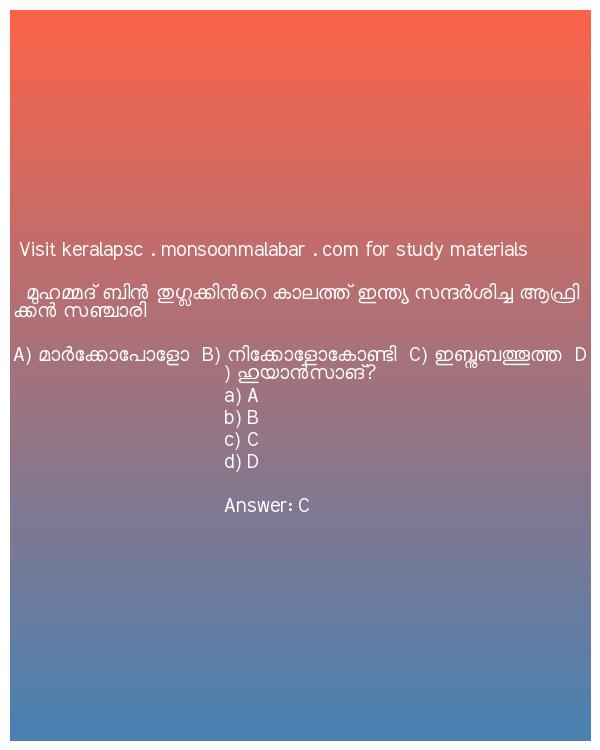 Visit keralapsc . monsoonmalabar . com for study materials
മുഹമ്മദ് ബിൻ തുഗ്ലക്കിൻറെ കാലത്ത് ഇന്ത്യ സന്ദർശിച്ച ആഫ്രി
ക്കൻ സഞ്ചാരി
A) മാർക്കോപോളോ B) നിക്കോളോകോണ്ടി C) ഇബ്നുബത്തൂത്ത D
) ഹുയാൻസാങ്?
a) A
b) B
c) C
d) D
Answer: C